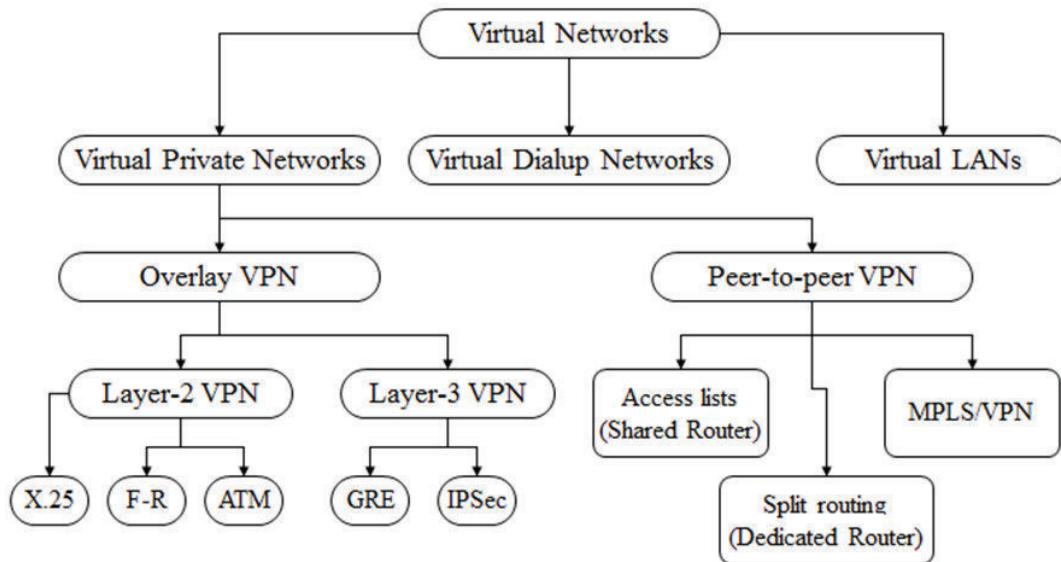 Virtual Networks
Virtual Private Networks
Virtual Dialup Networks
Virtual LANs
Overlay VPN
Peer-to-peer VPN
Layer-2 VPN
Layer-3 VPN
Access lists
(Shared Router)
MPLS/VPN
X.25
F-R
ATM
GRE
IPSec
Split routing
(Dedicated Router)